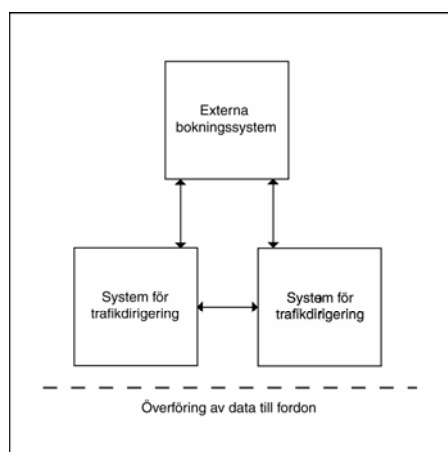 Externa
bokningssystem
System för
trafikdirigering
System för
trafikdirigering
Överföring av data till fordon